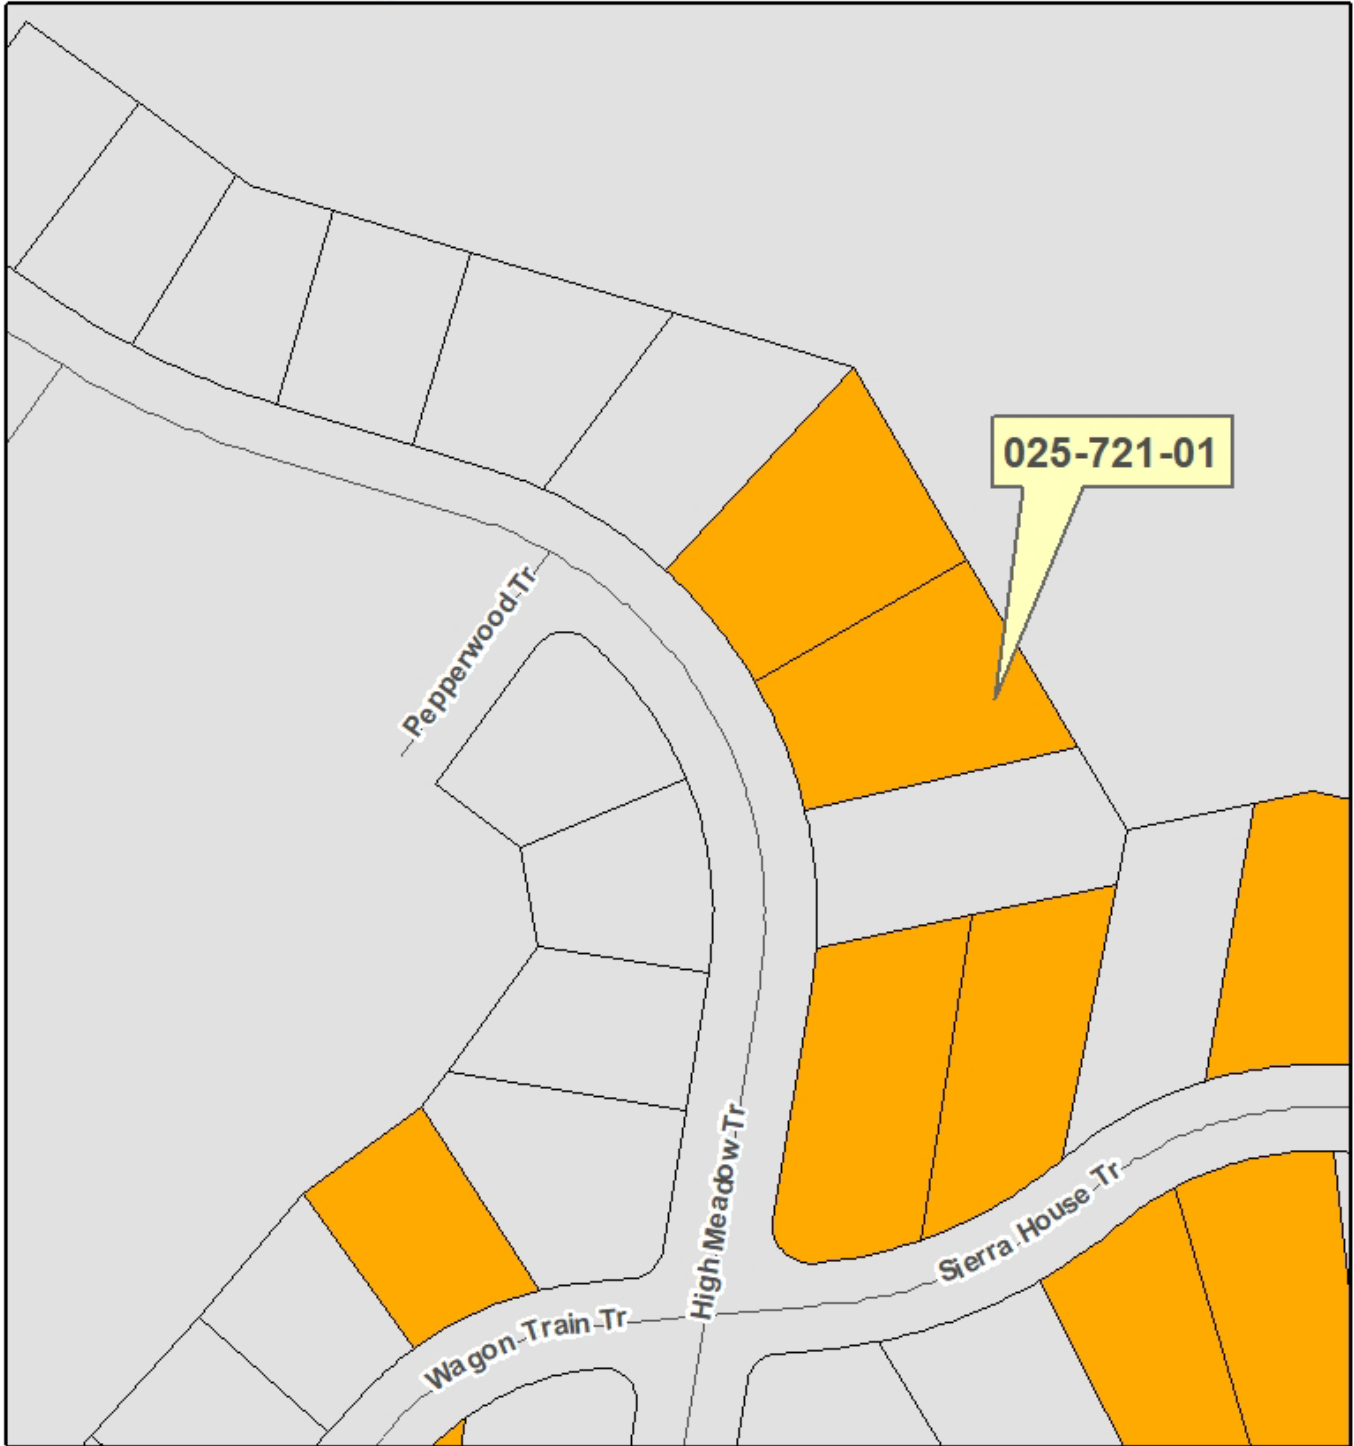 025-721-01
Pepperwood Tr
High Meadow Tr
Sierra House Tr
Wagon Train Tr